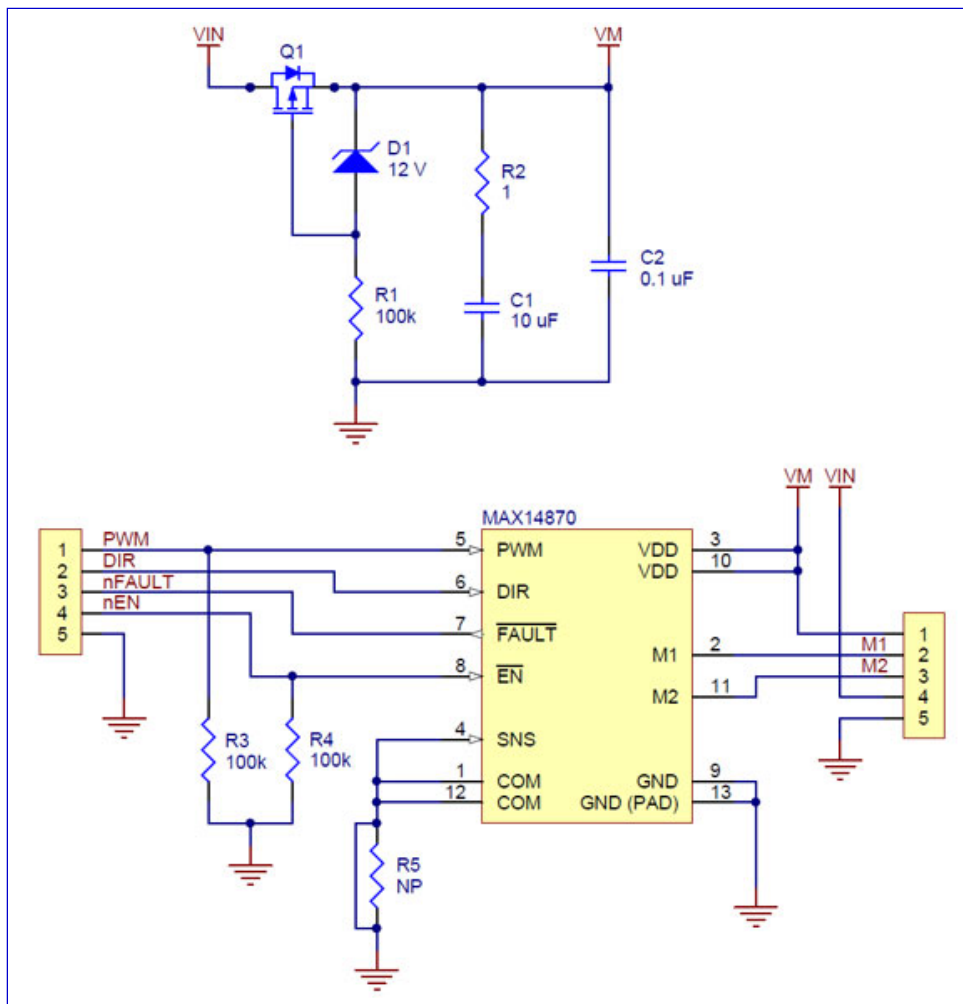 VIN
VM
Q1
D1
12 V
R2
1
C2
0.1 uF
R1
100k
C1
10 uF
VM
VIN
MAX14870
1
PWM
5
PWM
VDD
3
2
DIR
VDD
10
3
nFAULT
6
DIR
4
nEN
7
FAULT
1
5
8
EN
M1
2
M1
2
M2
3
M2
11
4
4
SNS
5
R3
100k
R4
100k
1
COM
GND
9
12
COM
GND (PAD)
13
R5
NP